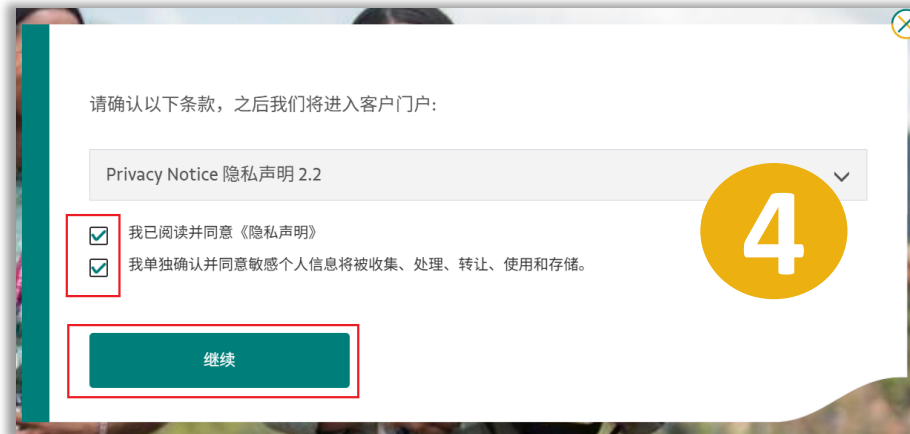 请确认以下条款，之后我们将进入客户门户:
Privacy Notice 隐私声明 2.2
我已阅读并同意《隐私声明》
我单独确认并同意敏感个人信息将被收集、处理、转让、使用和存储。
4
继续